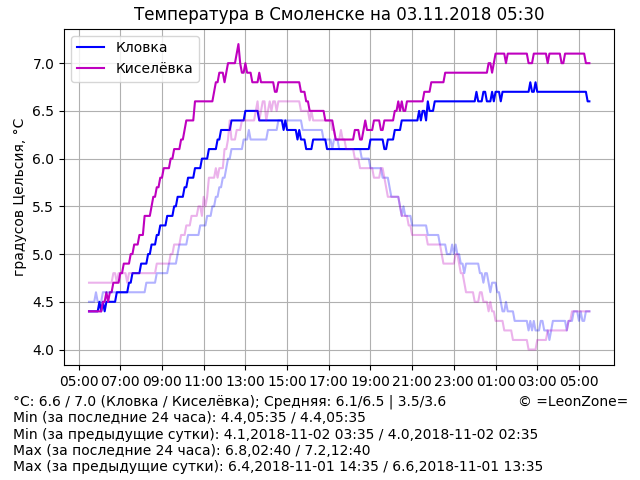 Температура в Смоленске на 03.11.2018 05:30
Кловка
Киселёвка
градусов Цельсия, °C
7.0
6.5
6.0
5.5
5.0
4.5
4.0
05:00 07:00 09:00 11:00 13:00 15:00 17:00 19:00 21:00 23:00 01:00 03:00 05:00
°C: 6.6 / 7.0 (Кловка / Киселёвка); Средняя: 6.1/6.5 | 3.5/3.6 © =LeonZone=
Min (за последние 24 часа): 4.4,05:35 / 4.4,05:35
Min (за предыдущие сутки): 4.1,2018-11-02 03:35 / 4.0,2018-11-02 02:35
Max (за последние 24 часа): 6.8,02:40 / 7.2,12:40
Max (за предыдущие сутки): 6.4,2018-11-01 14:35 / 6.6,2018-11-01 13:35